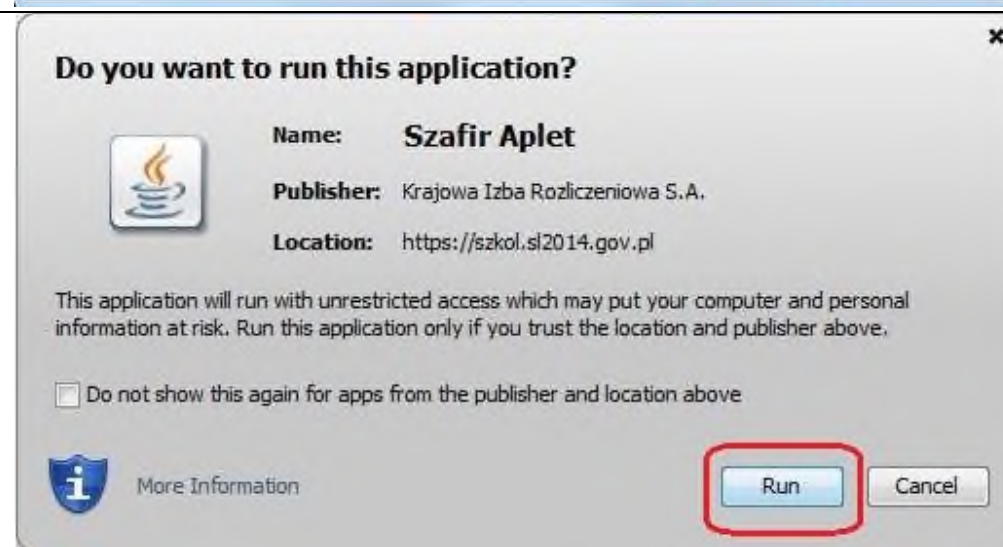 Do you want to run this application?
Name: Szafir Aplet
Publisher: Krajowa Izba Rozliczeniowa S.A.
Location: https://szkol.sl2014.gov.pl
This application will run with unrestricted access which may put your computer and personal
information at risk. Run this application only if you trust the location and publisher above.
Do not show this again for apps from the publisher and location above
More Information
Run
Cancel